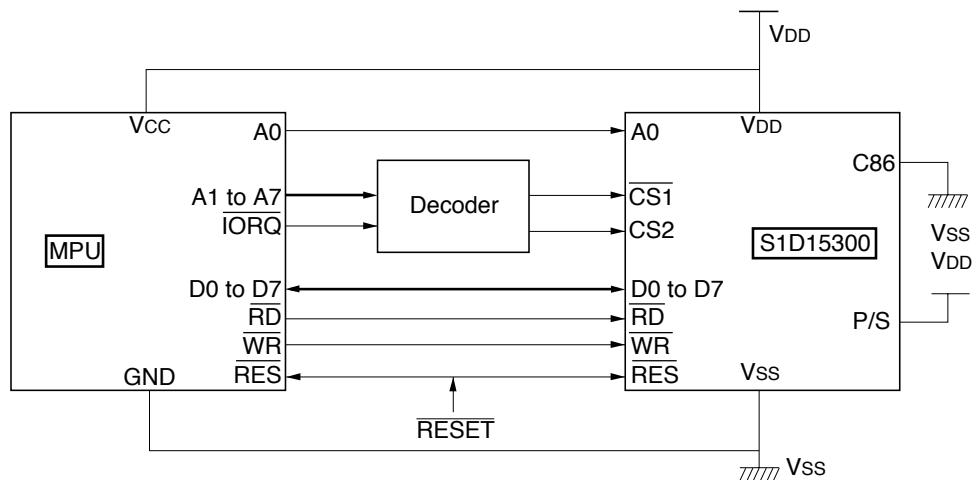 VDD
VCC
A0
A0
VDD
C86
A1 to A7
Decoder
CS1
IORQ
CS2
MPU
S1D15300
VSS
VDD
D0 to D7
D0 to D7
RD
RD
P/S
WR
WR
GND
RES
RES
VSS
RESET
VSS